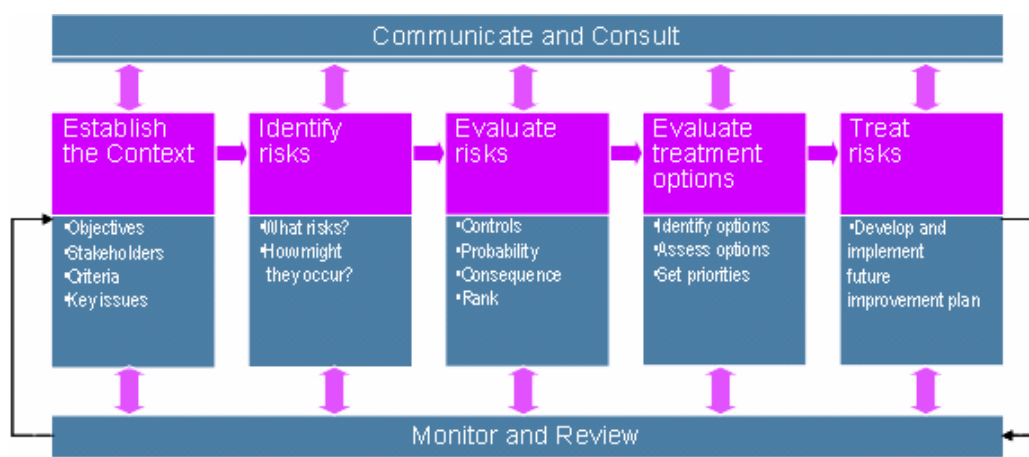 Communicate and Consult
Establish
the Context
Identify
risks
Evaluate
risks
Evaluate
treatment
options
Treat
risks
•Objectives
•Stakeholders
•Criteria
•Key issues
•What risks?
•How might
they occur?
•Controls
•Probability
•Consequence
•Rank
•Identify options
•Assess options
•Set priorities
•Develop and
implement
future
improvement plan
Monitor and Review